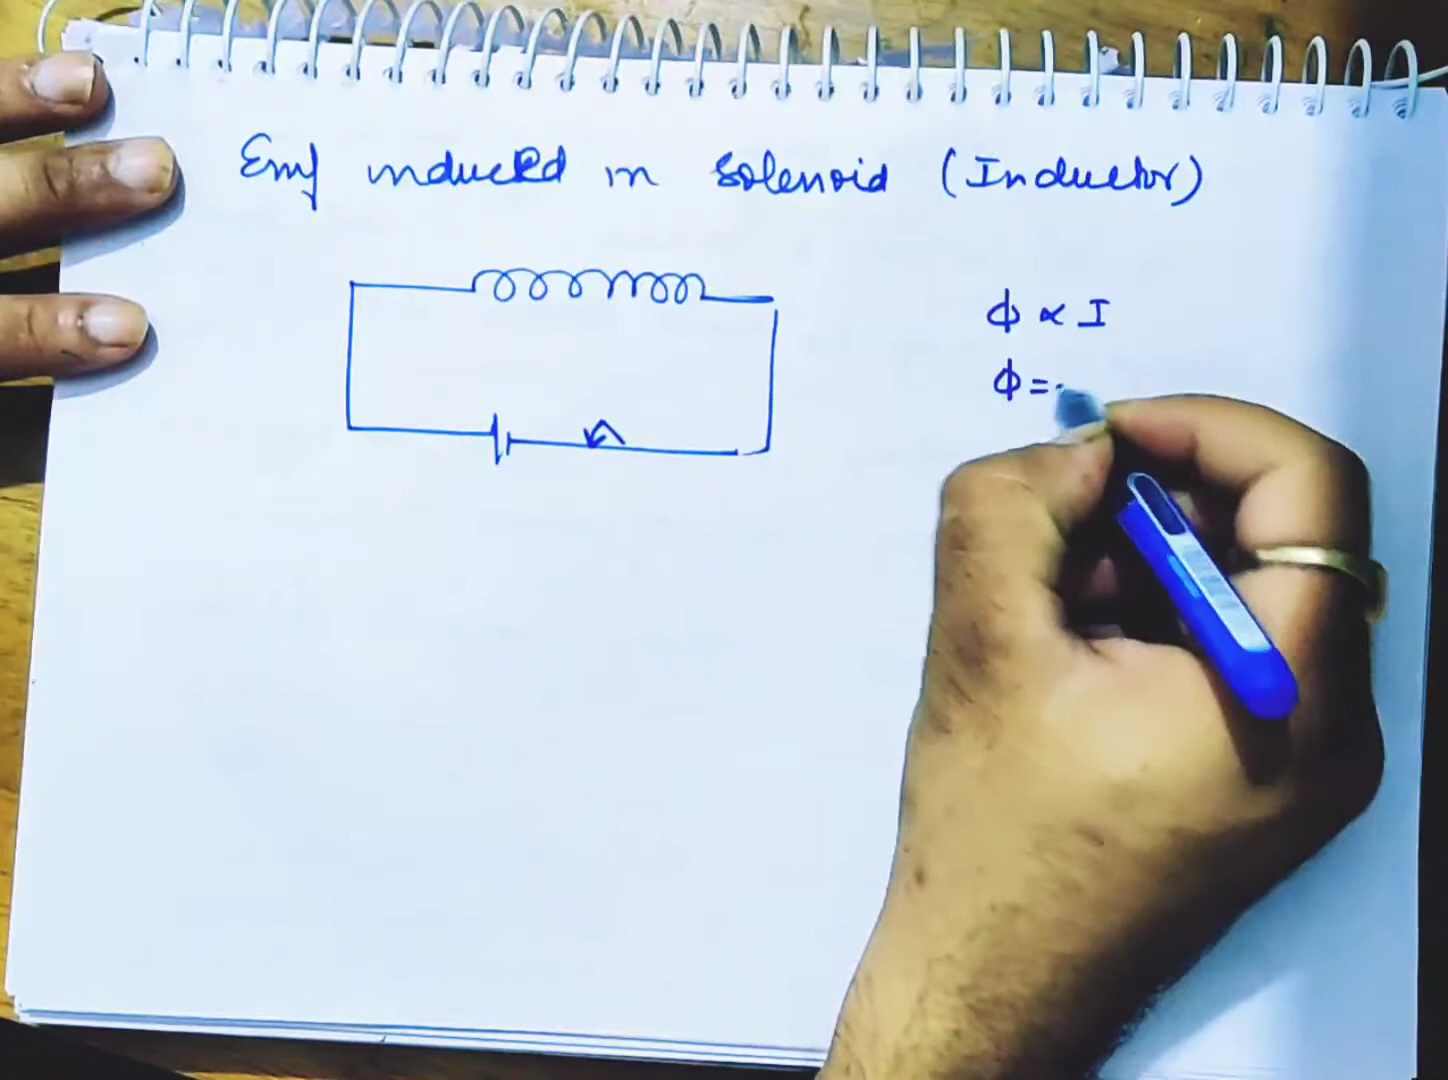 Emf induced in Solenoid (Inductor)
ϕ ∝ I
ϕ =